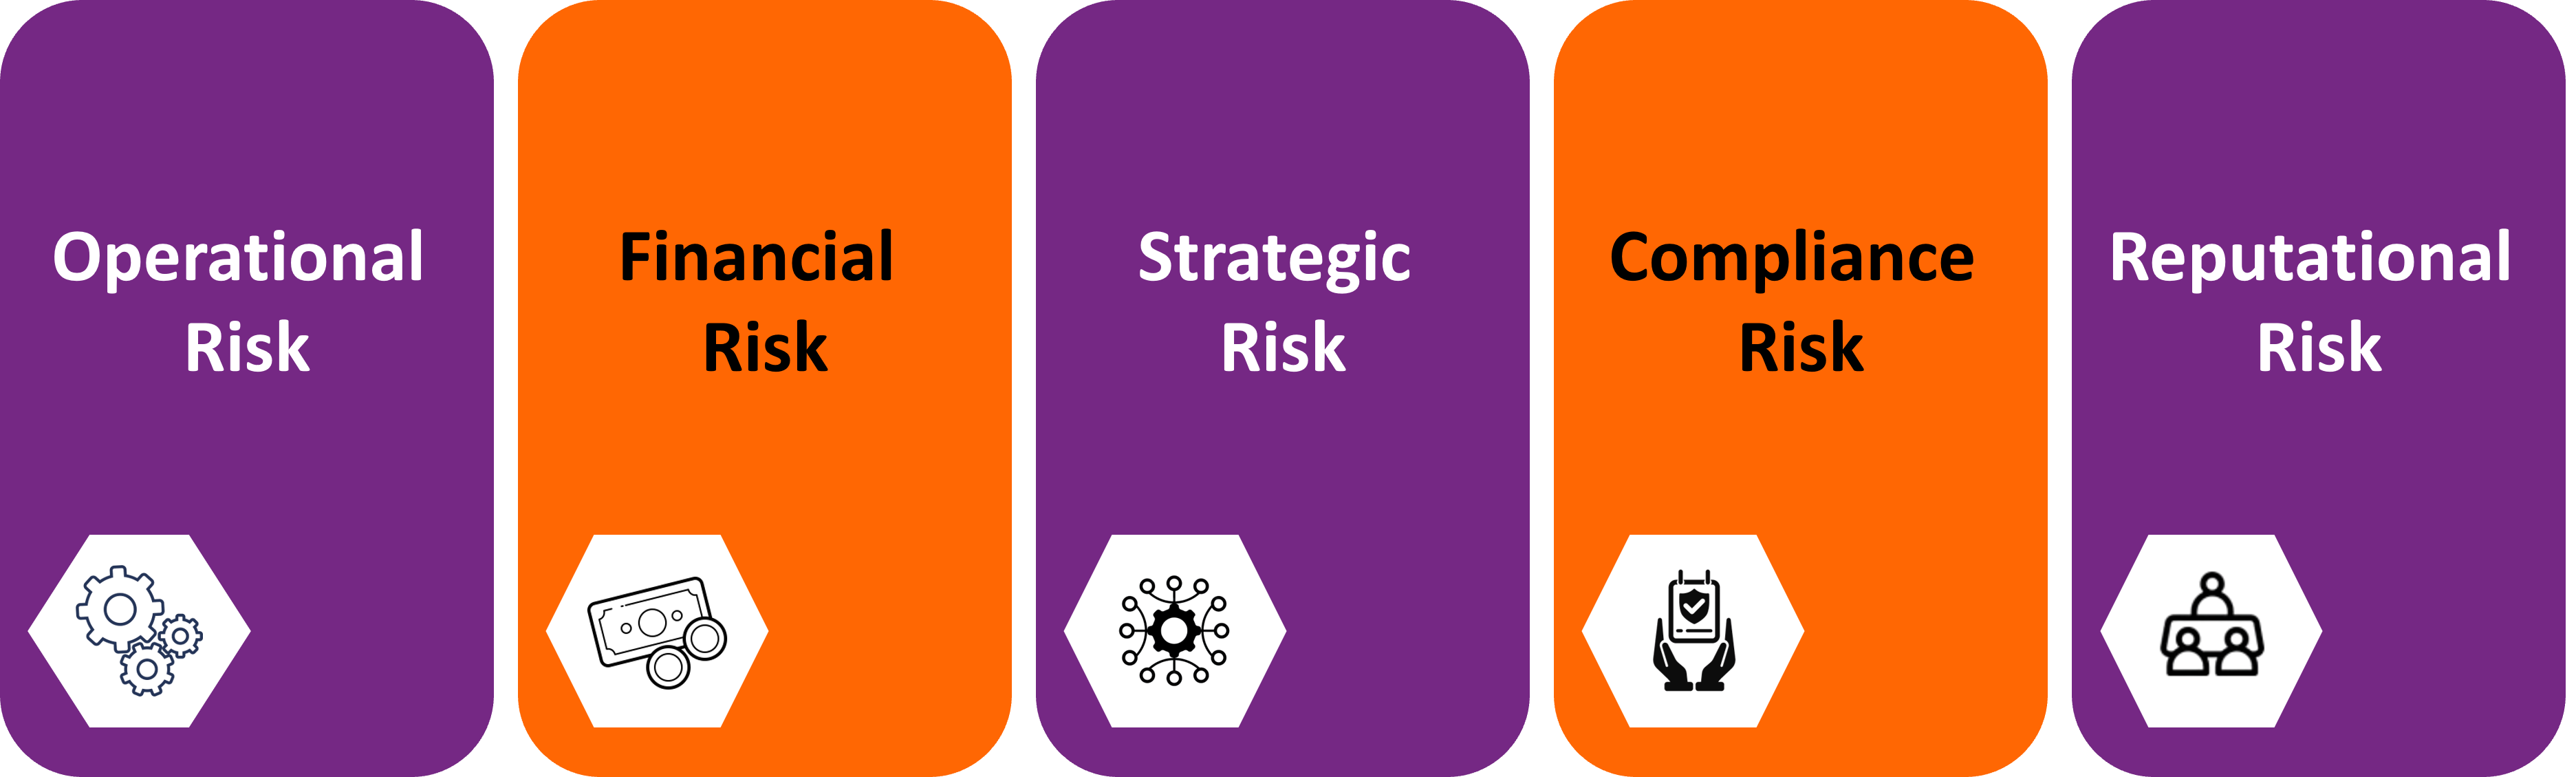 Operational
Risk
Financial
Risk
Strategic
Risk
Compliance
Risk
Reputational
Risk